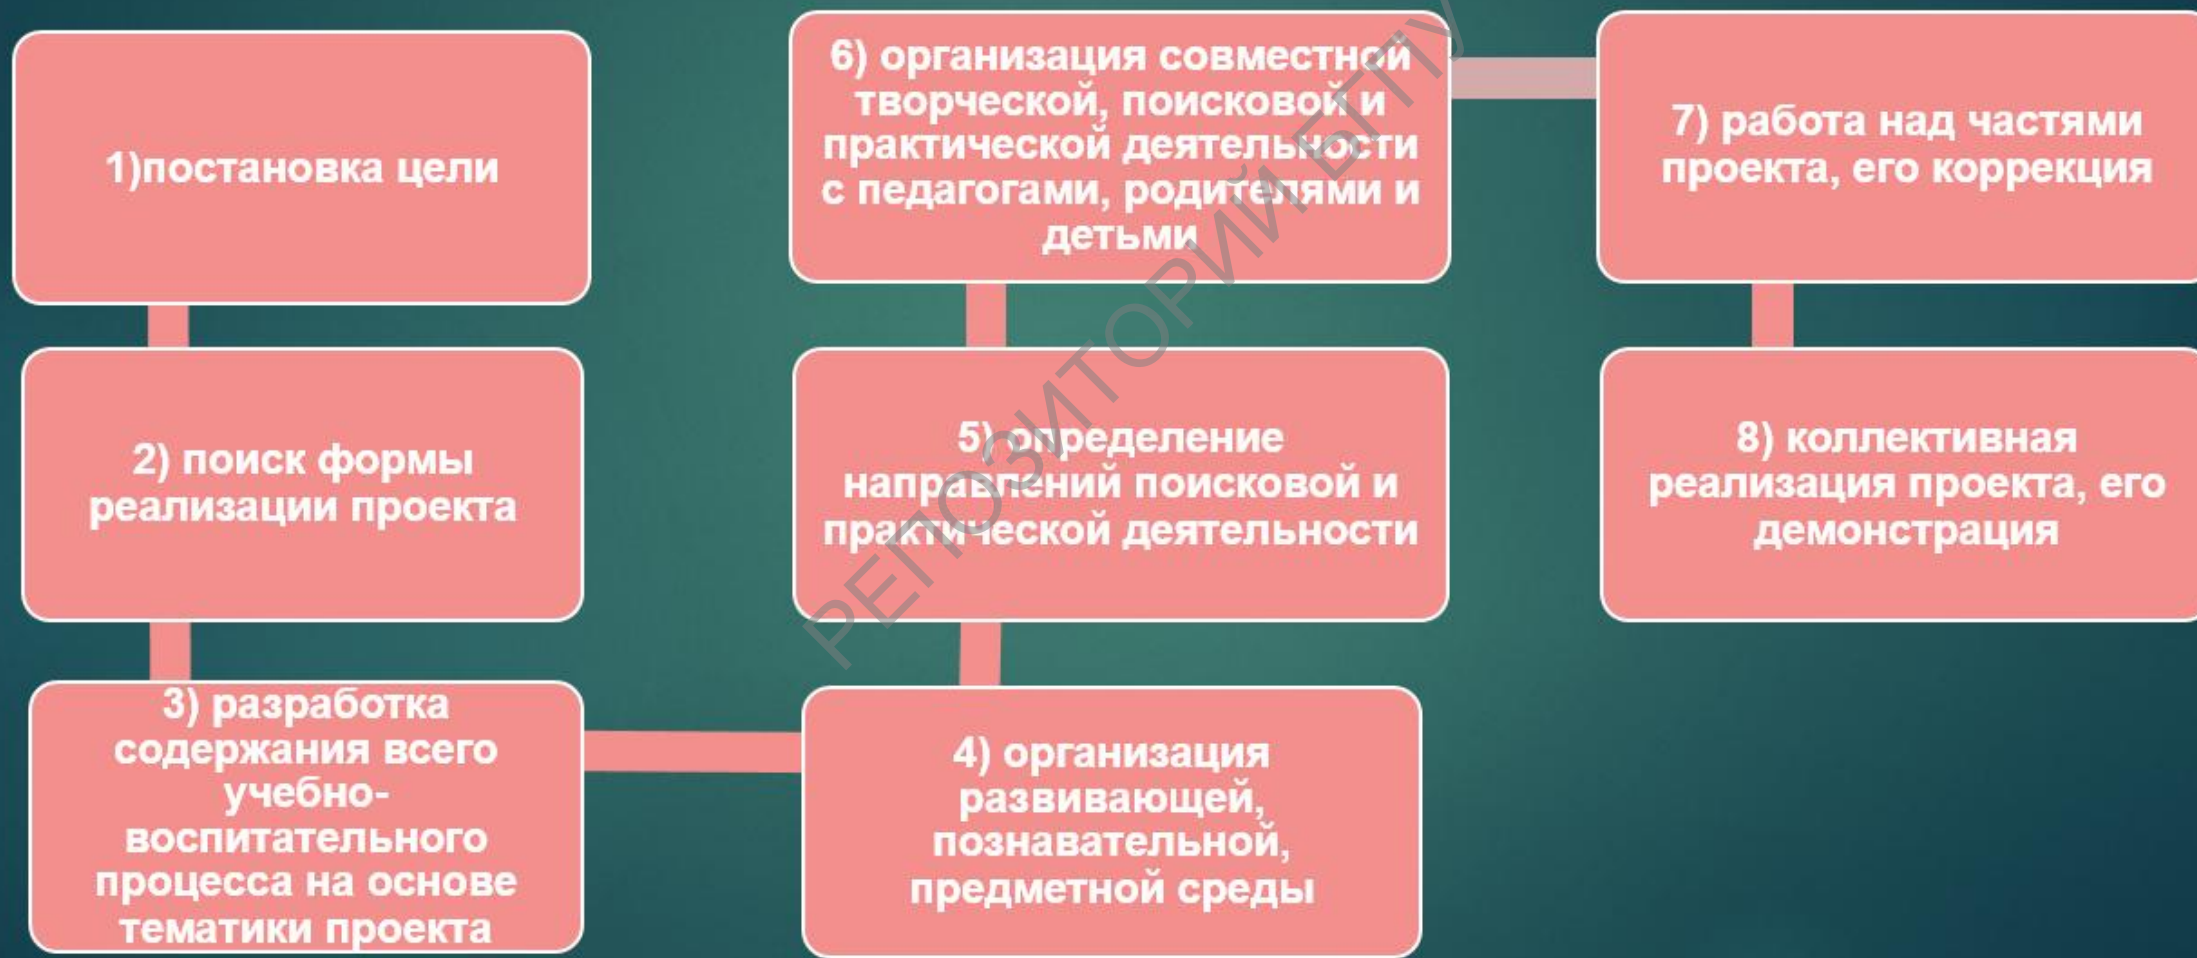 1)постановка цели
2) поиск формы
реализации проекта
3) разработка
содержания всего
учебно-
воспитательного
процесса на основе
тематики проекта
4) организация
развивающей,
познавательной,
предметной среды
5) определение
направлений поисковой и
практической деятельности
6) организация совместной
творческой, поисковой и
практической деятельности
с педагогами, родителями и
детьми
7) работа над частями
проекта, его коррекция
8) коллективная
реализация проекта, его
демонстрация
РЕПОЗИТОРИЙ БГПУ